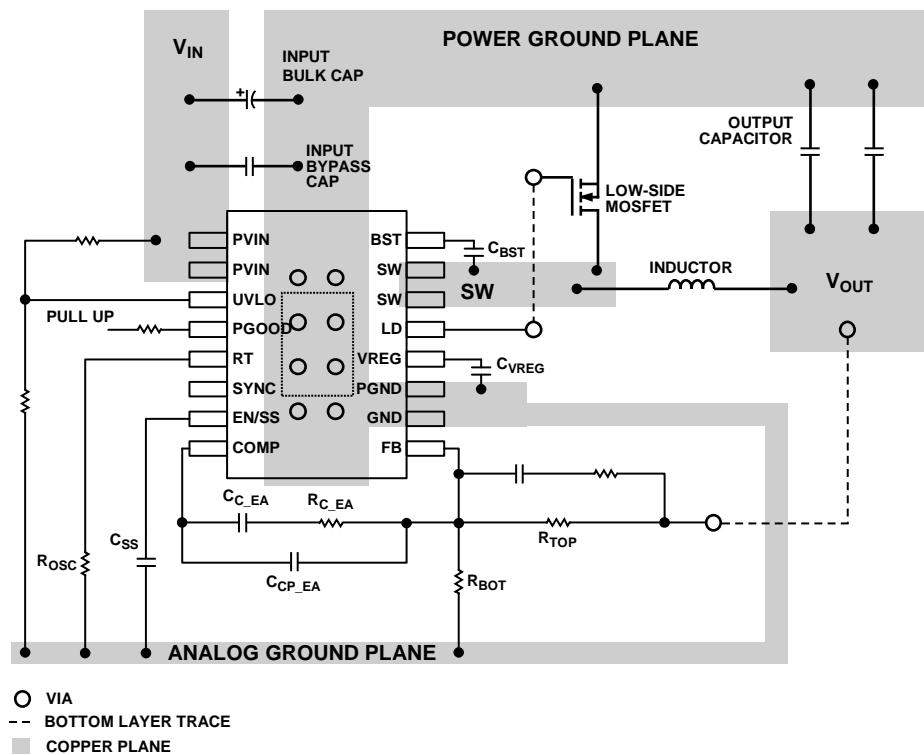 POWER GROUND PLANE
VIN
INPUT
BULK CAP
+
INPUT
BYPASS
CAP
OUTPUT
CAPACITOR
LOW-SIDE
MOSFET
PVIN
PVIN
UVLO
PGOOD
RT
SYNC
EN/SS
COMP
BST
SW
SW
LD
VREG
PGND
GND
FB
PULL UP
CBST
SW
INDUCTOR
VOUT
CVREG
CC_EA
RC_EA
CCP_EA
CSS
ROSC
RTOP
RBOT
ANALOG GROUND PLANE
VIA
BOTTOM LAYER TRACE
COPPER PLANE